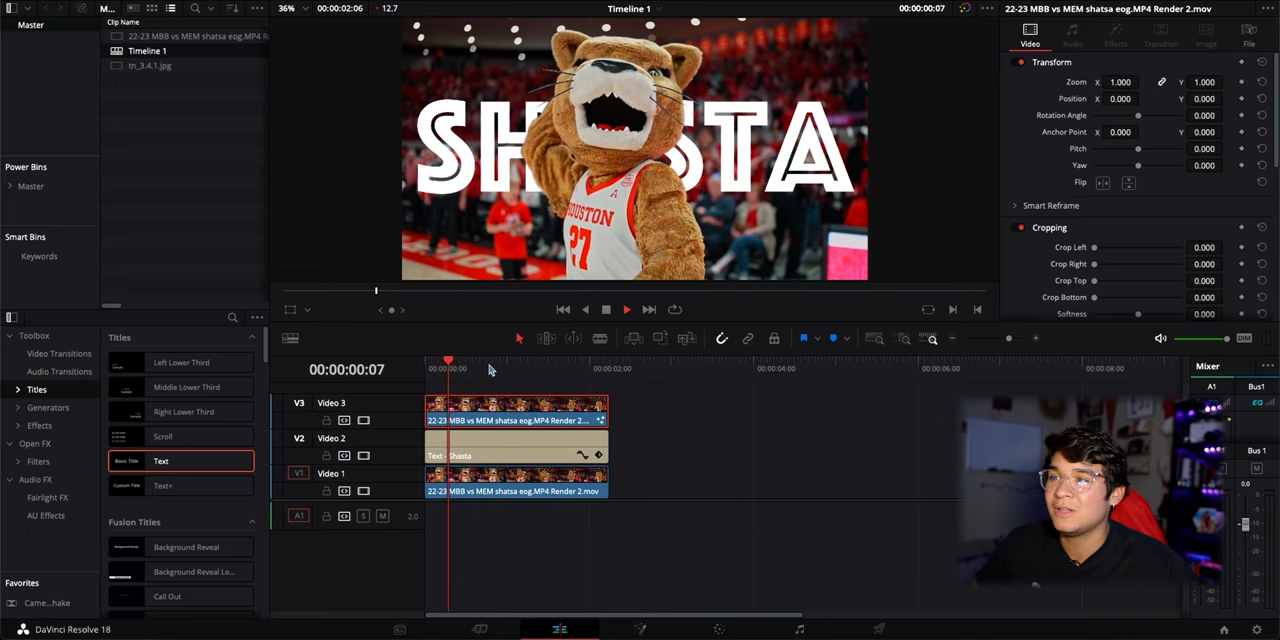 M...
36%
00:00:02:06
12.7
Timeline 1
00:00:00:07
22-23 MBB vs MEM shatsa eog.MP4 Render 2.mov
Master
Clip Name
22-23 MBB vs MEM shatsa eog.MP4 R
Timeline 1
tn_3.4.1.jpg
Power Bins
Master
Smart Bins
Keywords
SHASTA
HOUSTON
27
Video
Audio
Effects
Transition
Image
File
Transform
Zoom X 1.000 Y 1.000
Position X 0.000 Y 0.000
Rotation Angle 0.000
Anchor Point X 0.000 Y 0.000
Pitch 0.000
Yaw 0.000
Flip
Smart Reframe
Cropping
Crop Left 0.000
Crop Right 0.000
Crop Top 0.000
Crop Bottom 0.000
Softness 0.000
Toolbox
Video Transitions
Audio Transitions
Titles
Generators
Effects
Open FX
Filters
Audio FX
Fairlight FX
AU Effects
Favorites
Came...hake
Titles
Left Lower Third
Middle Lower Third
Right Lower Third
Scroll
Basic Title Text
Custom Title Text+
Fusion Titles
Background Reveal
Background Reveal Lo...
Call Out
DIM
00:00:00:07
00:00:00:00
00:00:02:00
00:00:04:00
00:00:06:00
00:00:08:00
V3 Video 3
22-23 MBB vs MEM shatsa eog.MP4 Render 2....
V2 Video 2
Text - Shasta
V1 Video 1
22-23 MBB vs MEM shatsa eog.MP4 Render 2.mov
A1 S M 2.0
Mixer
A1 Bus1
EQ
Bus 1
M
0.0
DaVinci Resolve 18